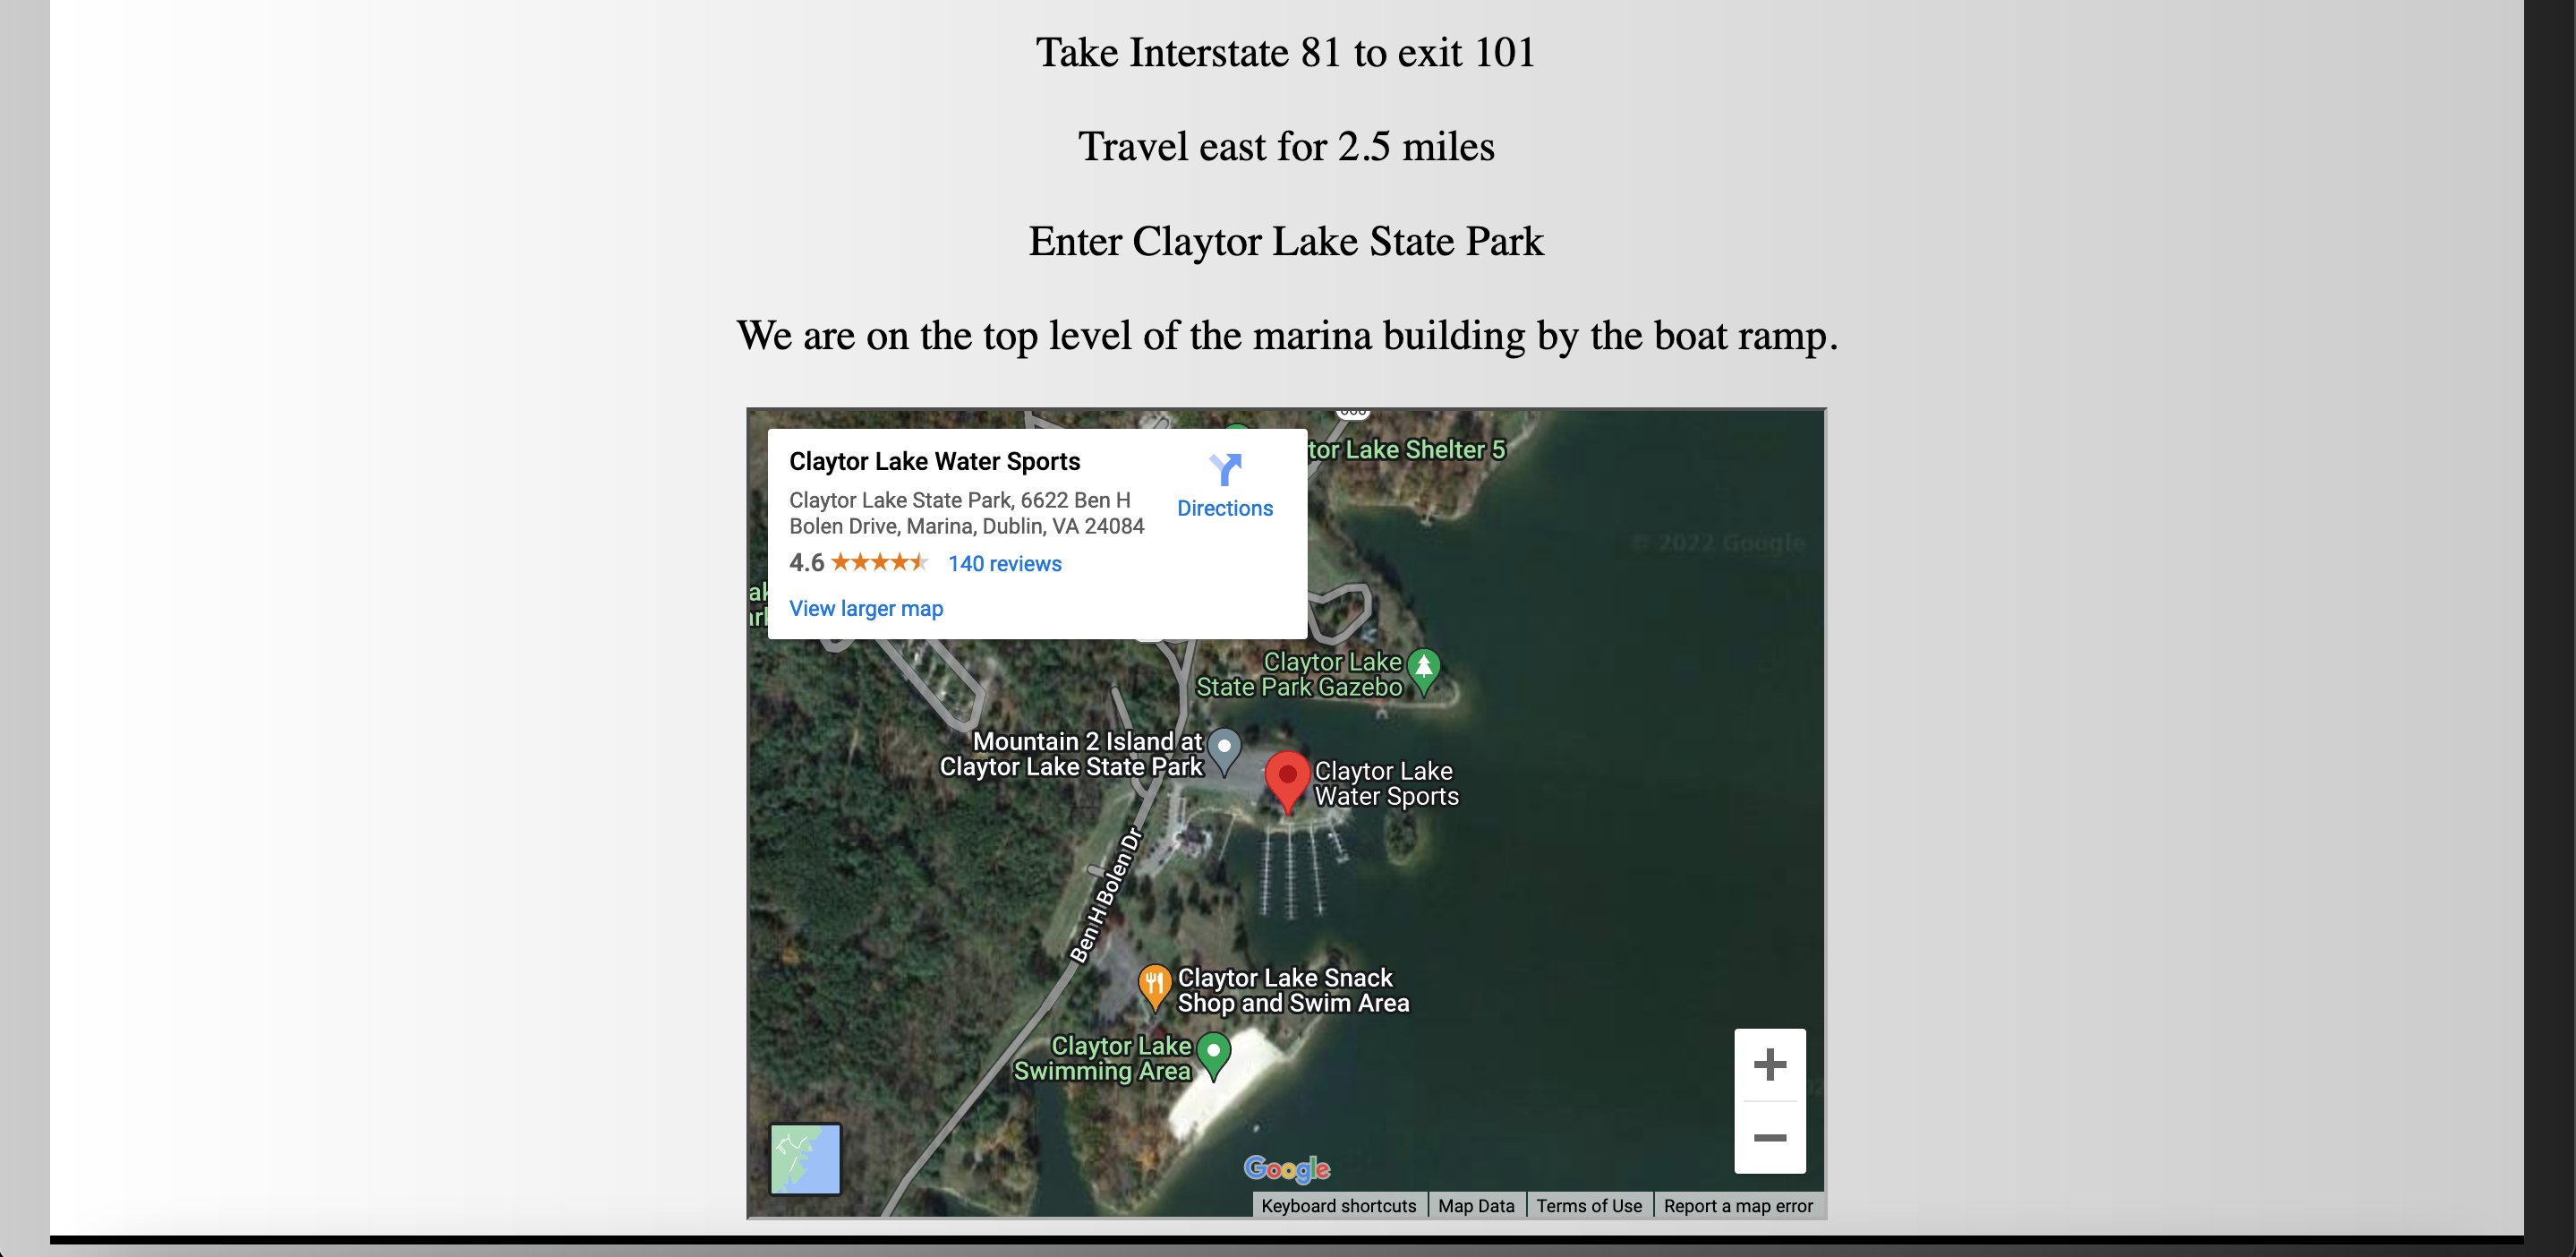 Take Interstate 81 to exit 101
Travel east for 2.5 miles
Enter Claytor Lake State Park
We are on the top level of the marina building by the boat ramp.
Claytor Lake Water Sports
Claytor Lake State Park, 6622 Ben H
Bolen Drive, Marina, Dublin, VA 24084
4.6 140 reviews
View larger map
Directions
tor Lake Shelter 5
© 2022 Google
Claytor Lake
State Park Gazebo
Mountain 2 Island at
Claytor Lake State Park
Claytor Lake
Water Sports
Ben H Bolen Dr
Claytor Lake Snack
Shop and Swim Area
Claytor Lake
Swimming Area
Google
Keyboard shortcuts Map Data Terms of Use Report a map error